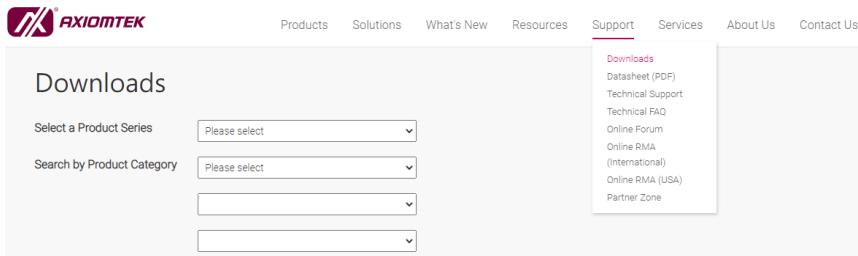 AXIOMTEK
Products Solutions What's New Resources Support Services About Us Contact Us
Downloads
Datasheet (PDF)
Technical Support
Technical FAQ
Online Forum
Online RMA
(International)
Online RMA (USA)
Partner Zone
Downloads
Select a Product Series Please select
Search by Product Category Please select